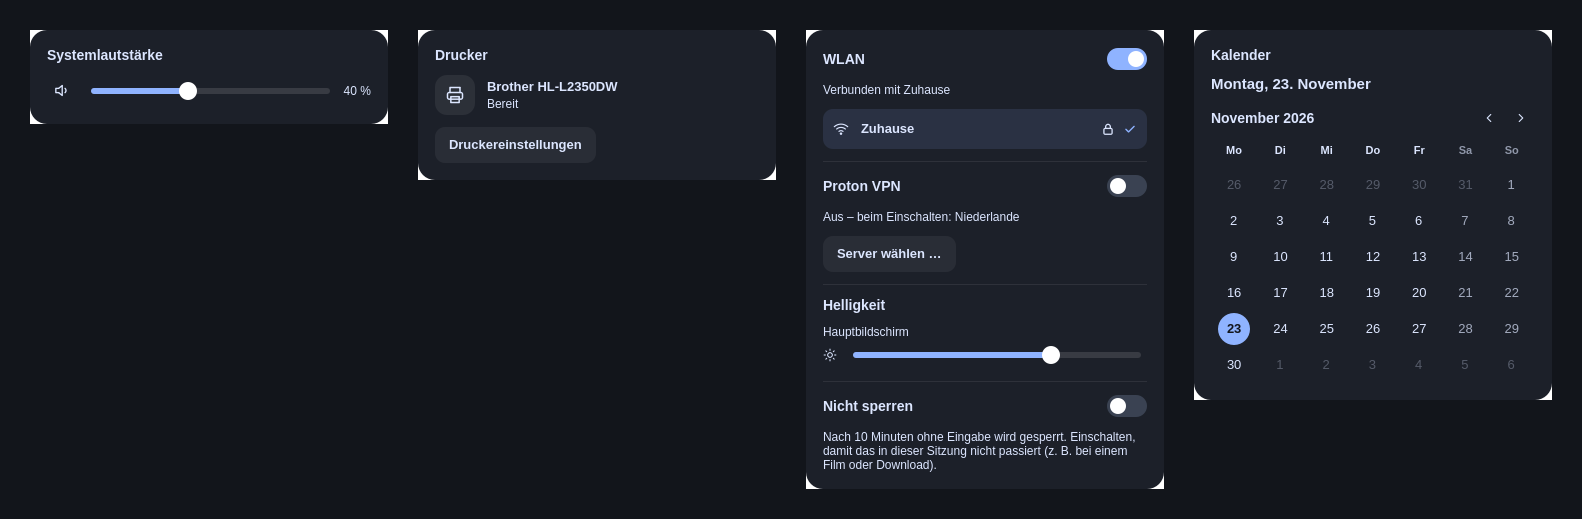 Systemlautstärke
40 %
Drucker
Brother HL-L2350DW
Bereit
Druckereinstellungen
WLAN
Verbunden mit Zuhause
Zuhause
Proton VPN
Aus – beim Einschalten: Niederlande
Server wählen …
Helligkeit
Hauptbildschirm
Nicht sperren
Nach 10 Minuten ohne Eingabe wird gesperrt. Einschalten,
damit das in dieser Sitzung nicht passiert (z. B. bei einem
Film oder Download).
Kalender
Montag, 23. November
November 2026
Mo Di Mi Do Fr Sa So
26 27 28 29 30 31 1
2 3 4 5 6 7 8
9 10 11 12 13 14 15
16 17 18 19 20 21 22
23 24 25 26 27 28 29
30 1 2 3 4 5 6